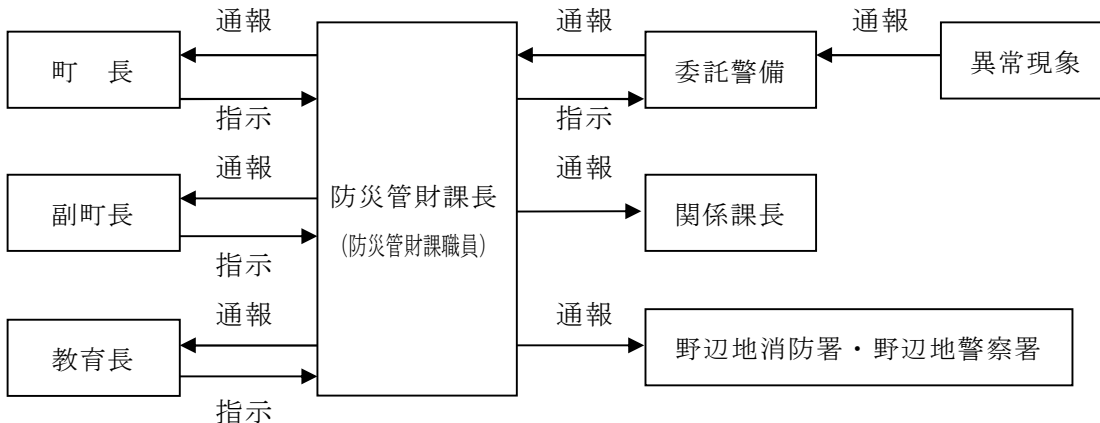 通報 通報 通報
町 長 委託警備 異常現象
指示 指示
通報 通報
副町長 防災管財課長 関係課長
(防災管財課職員)
指示
通報 通報
教育長 野辺地消防署・野辺地警察署
指示